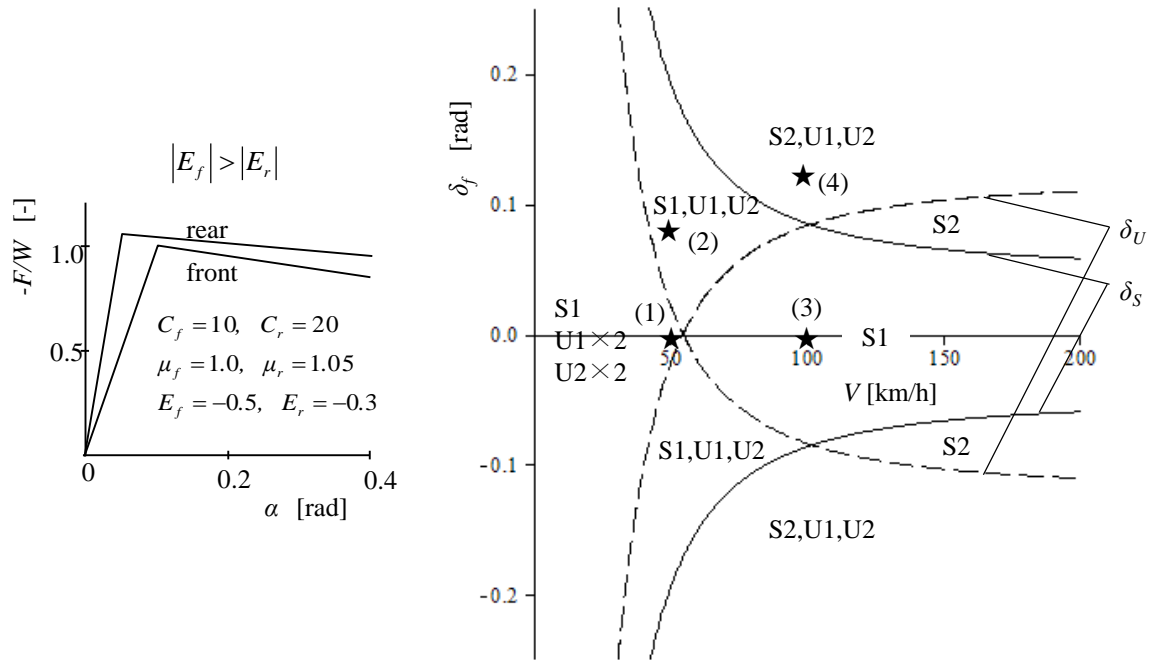 |E_f| > |E_r|
-F/W [-]
1.0
0.5
0
0.2
0.4
α [rad]
rear
front
C_f = 10, C_r = 20
μ_f = 1.0, μ_r = 1.05
E_f = −0.5, E_r = −0.3
δ_f [rad]
0.2
0.1
0.0
-0.1
-0.2
50
100
150
200
V [km/h]
S2,U1,U2
★ (4)
S1,U1,U2
★ (2)
S2
δ_U
δ_S
S1
U1×2
U2×2
(1)
★
(3)
★
S1
S1,U1,U2
S2
S2,U1,U2